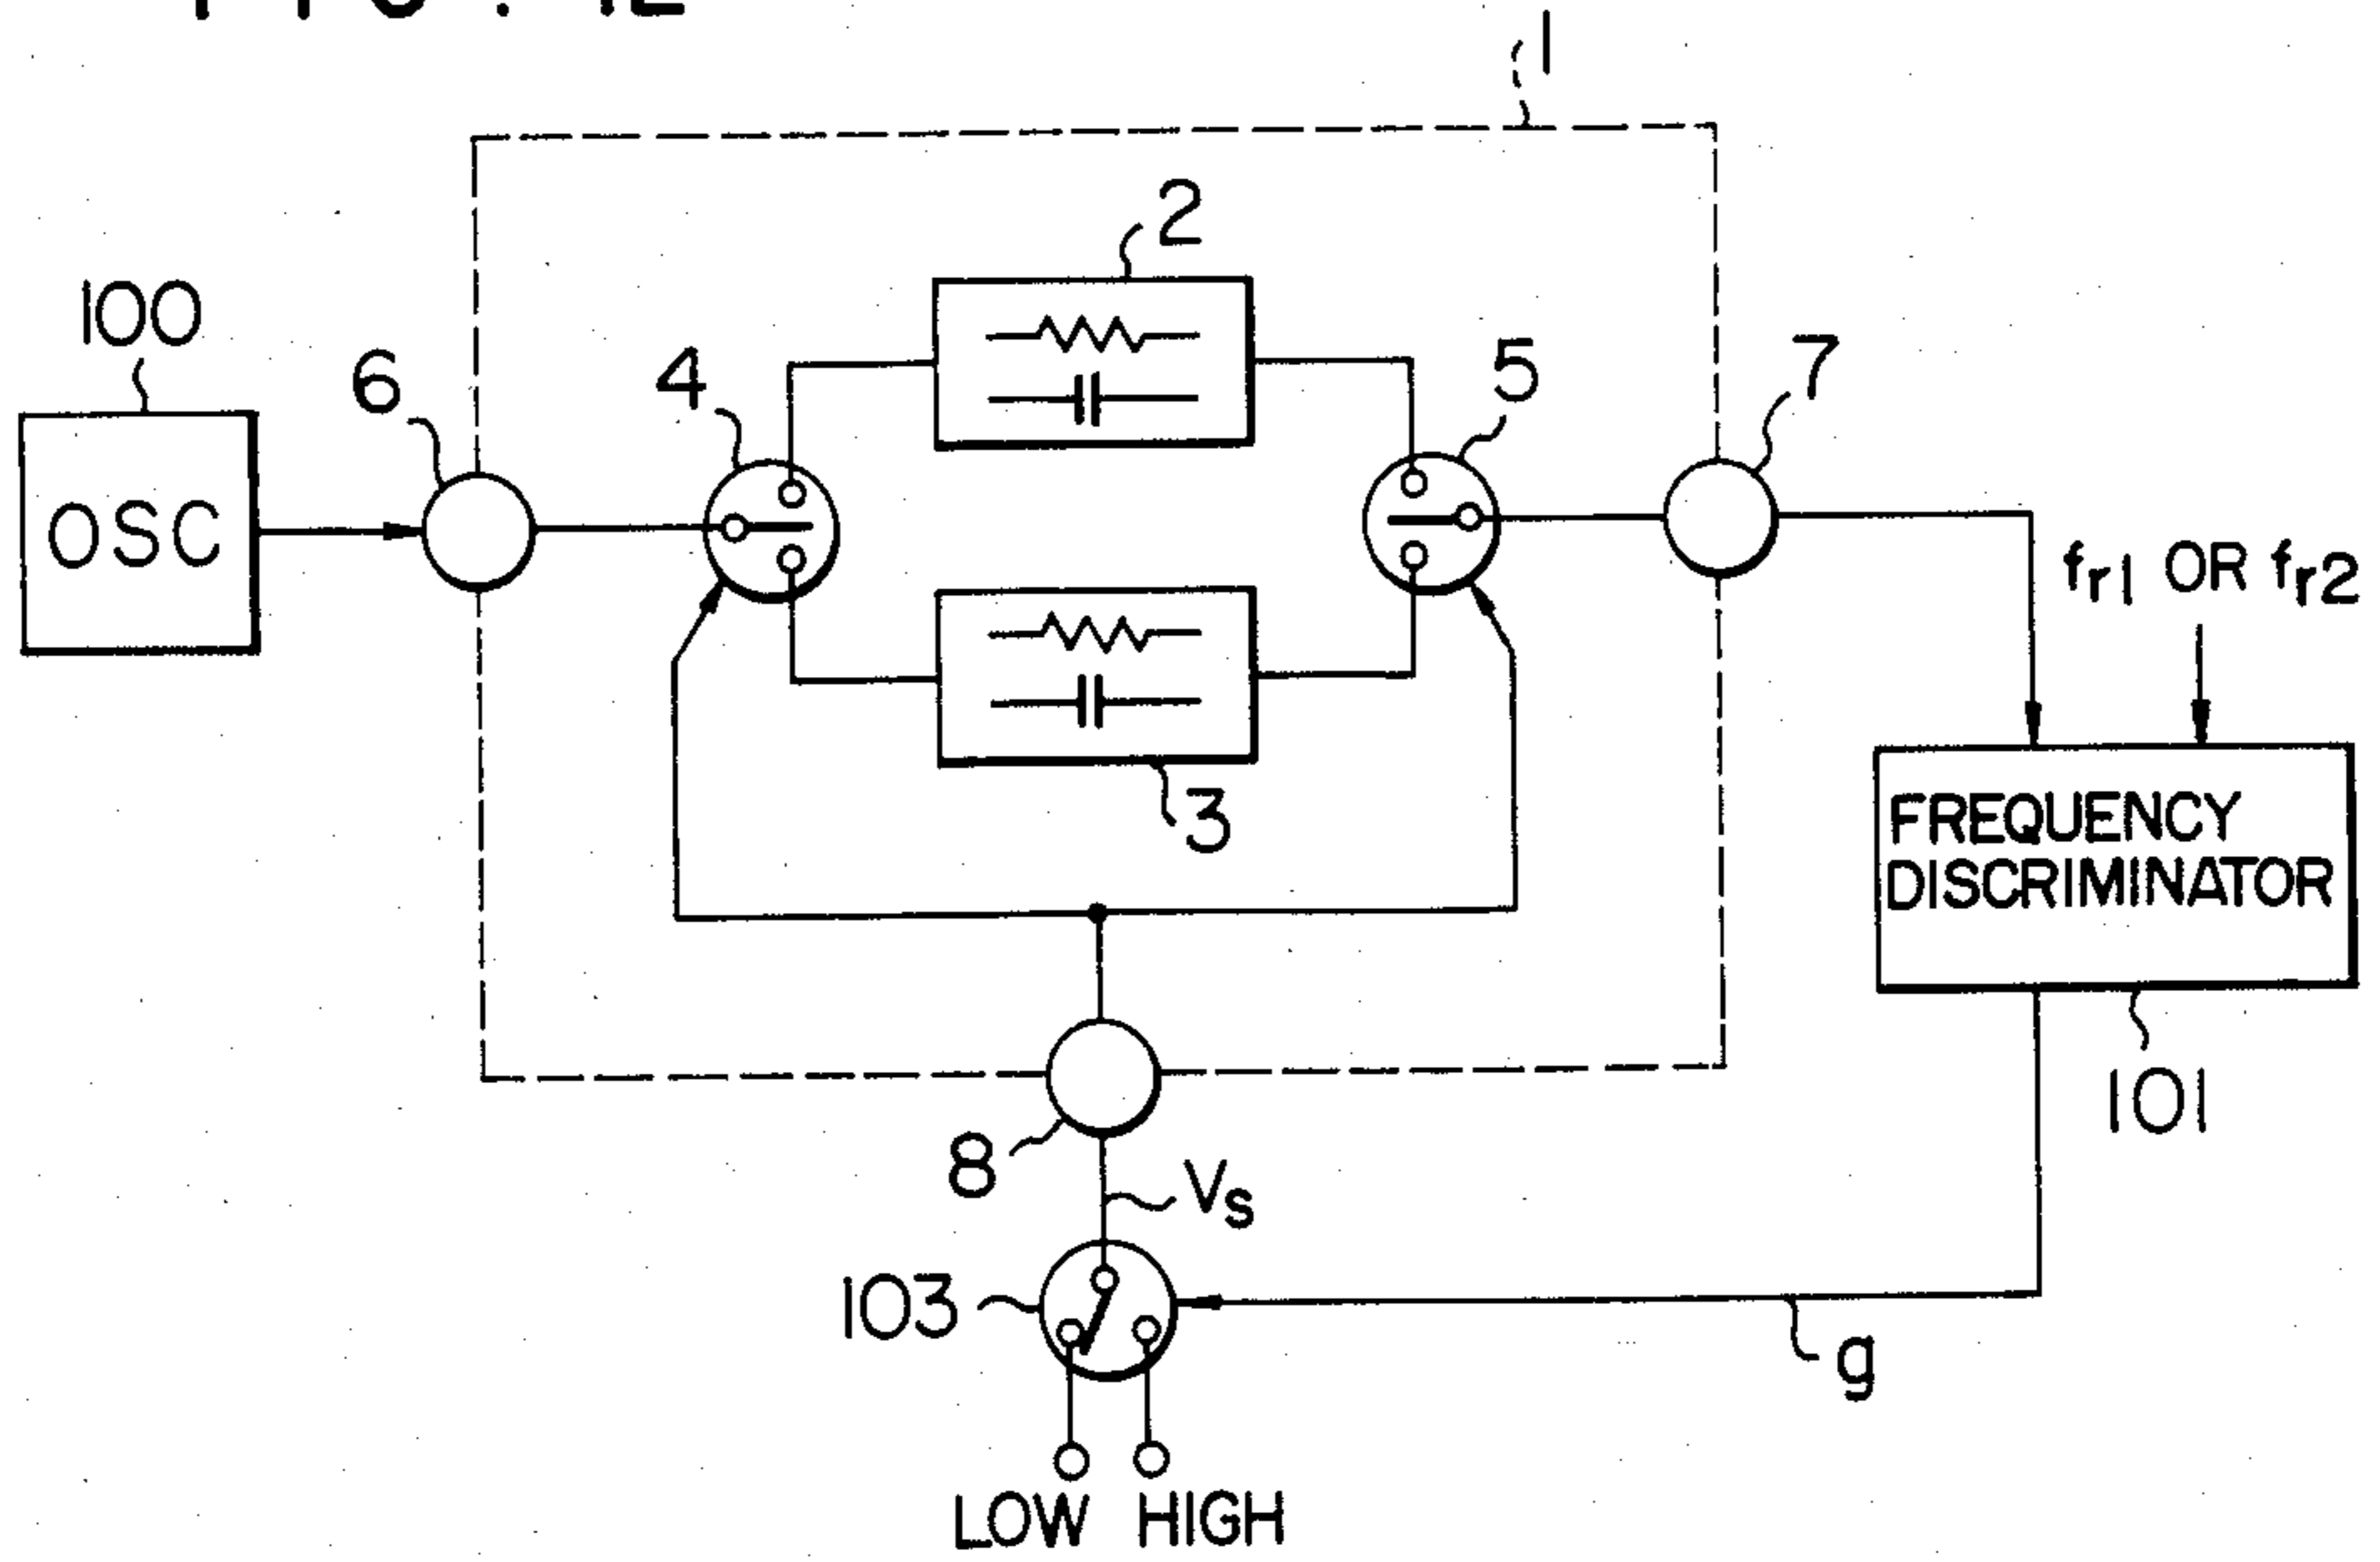 1
2
100
6
4
5
7
OSC
fr1 OR fr2
3
FREQUENCY
DISCRIMINATOR
101
8
Vs
103
g
LOW HIGH